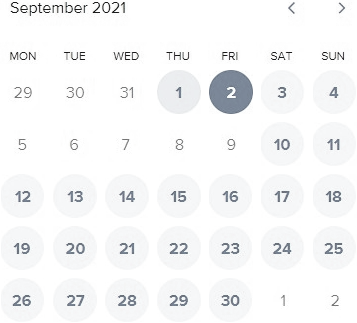 September 2021
MON TUE WED THU FRI SAT SUN
29 30 31 1 2 3 4
5 6 7 8 9 10 11
12 13 14 15 16 17 18
19 20 21 22 23 24 25
26 27 28 29 30 1 2